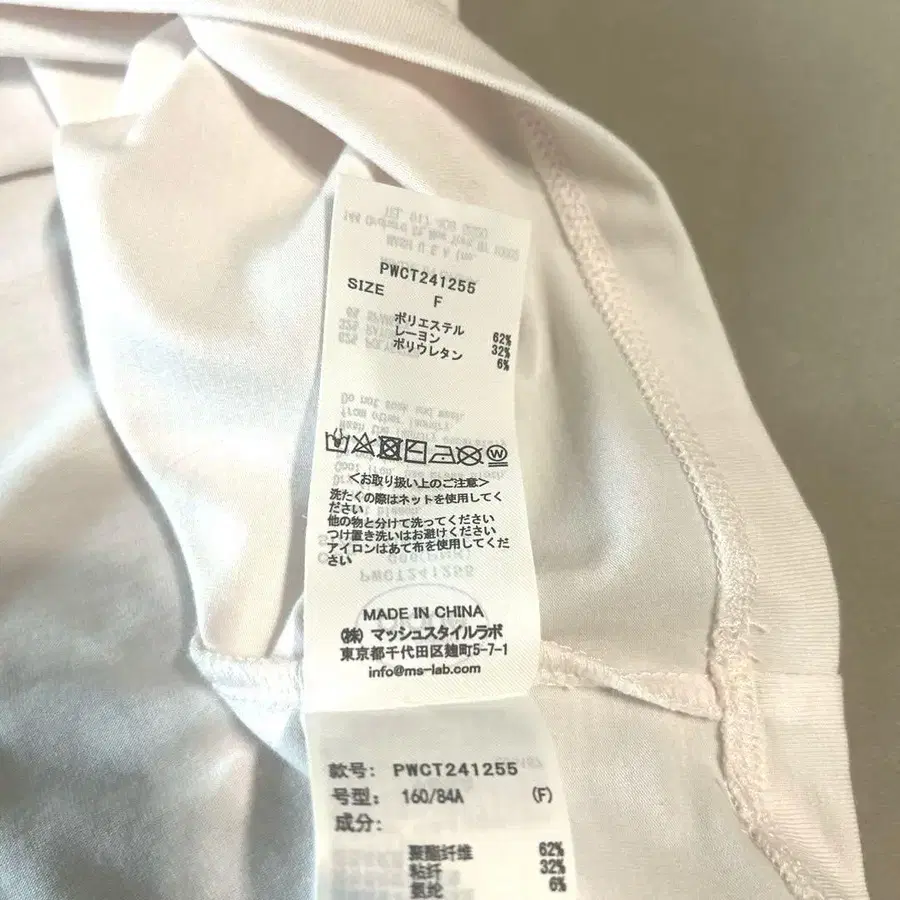 PWCT241255
SIZE F
ポリエステル 62%
レーヨン 32%
ポリウレタン 6%
<お取り扱い上のご注意>
洗たくの際はネットを使用してく
ださい
他の物と分けて洗ってください
つけ置き洗いはお避けください
アイロンはあて布を使用してくだ
さい
MADE IN CHINA
(株) マッシュスタイルラボ
東京都千代田区麹町5-7-1
info@ms-lab.com
款号: PWCT241255
号型: 160/84A (F)
成分:
聚酯纤维 62%
粘纤 32%
氨纶 6%